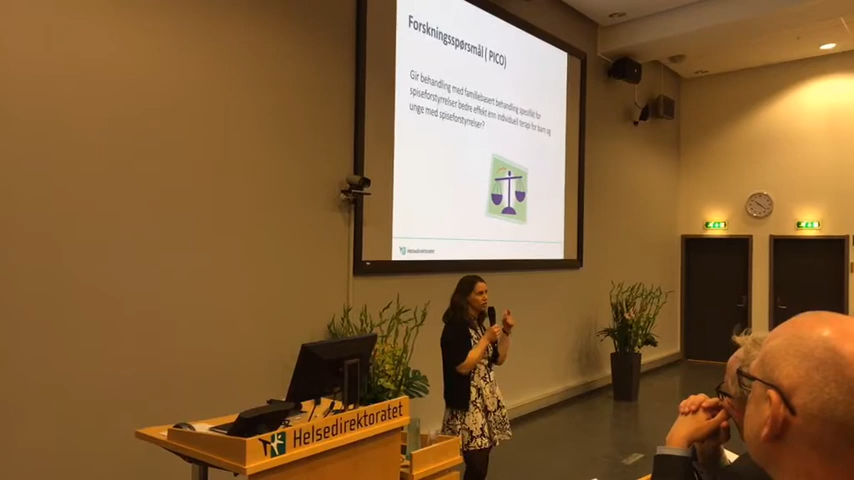 Forskningsspørsmål ( PICO)
Gir behandling med familiebasert behandling spesifikt for
spiseforstyrrelser bedre effekt enn individuell terapi for barn og
unge med spiseforstyrrelser?
Helsedirektoratet
Helsedirektoratet